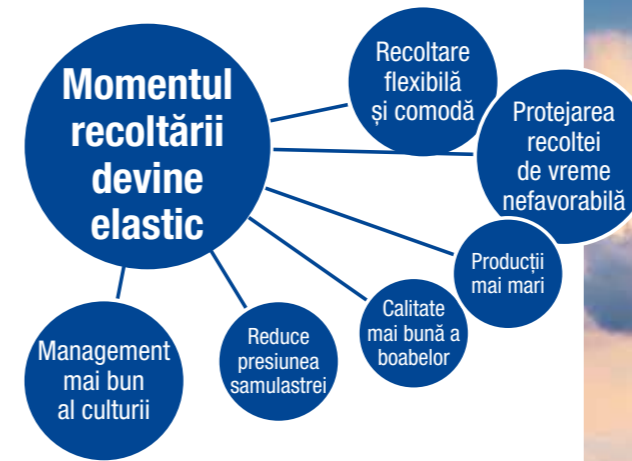 Momentul
recoltării
devine
elastic
Recoltare
flexibilă
și comodă
Protejarea
recoltei
de vreme
nefavorabilă
Producții
mai mari
Calitate
mai bună a
boabelor
Reduce
presiunea
samulastrei
Management
mai bun
al culturii